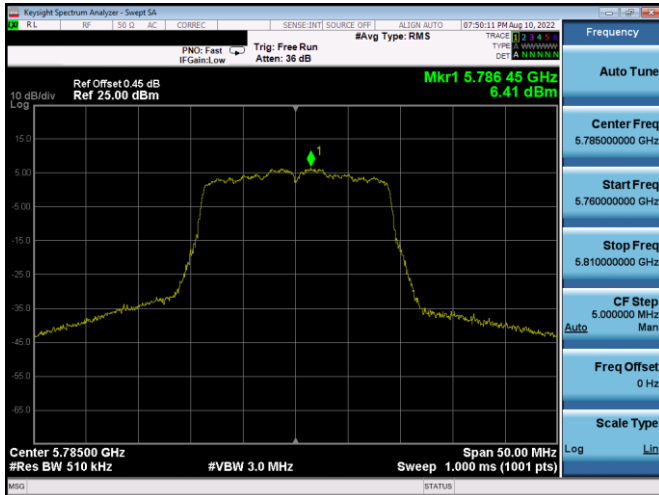 Keysight Spectrum Analyzer - Swept SA
RL RF 50 Ω AC CORREC SENSE:INT SOURCE OFF ALIGN AUTO 07:50:11 PM Aug 10, 2022
#Avg Type: RMS
TRACE 1 2 3 4 5 6
PNO: Fast Trig: Free Run TYPE A WWWWW
IFGain:Low Atten: 36 dB DET A N N N N N
Mkr1 5.786 45 GHz
Ref Offset 0.45 dB
10 dB/div Ref 25.00 dBm 6.41 dBm
Log
1
15.0
5.00
-5.00
-15.0
-25.0
-35.0
-45.0
-55.0
-65.0
Center 5.78500 GHz Span 50.00 MHz
#Res BW 510 kHz #VBW 3.0 MHz Sweep 1.000 ms (1001 pts)
MSG STATUS
Frequency
Auto Tune
Center Freq
5.785000000 GHz
Start Freq
5.760000000 GHz
Stop Freq
5.810000000 GHz
CF Step
5.000000 MHz
Auto Man
Freq Offset
0 Hz
Scale Type
Log Lin